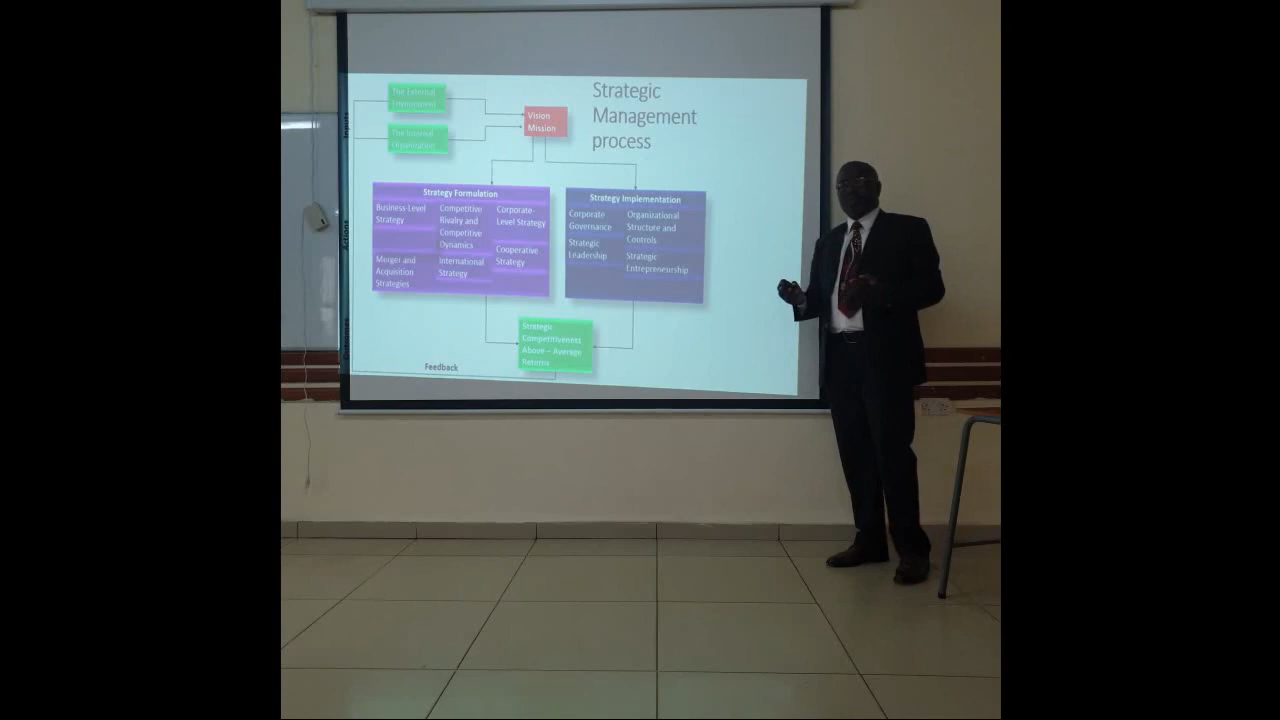 Strategic
Management
process
The External
Environment
The Internal
Organization
Vision
Mission
Inputs
Strategy Formulation
Business-Level
Strategy
Competitive
Rivalry and
Competitive
Dynamics
Corporate-
Level Strategy
Merger and
Acquisition
Strategies
International
Strategy
Cooperative
Strategy
Strategy Implementation
Corporate
Governance
Organizational
Structure and
Controls
Strategic
Leadership
Strategic
Entrepreneurship
Strategic
Competitiveness
Above – Average
Returns
Feedback